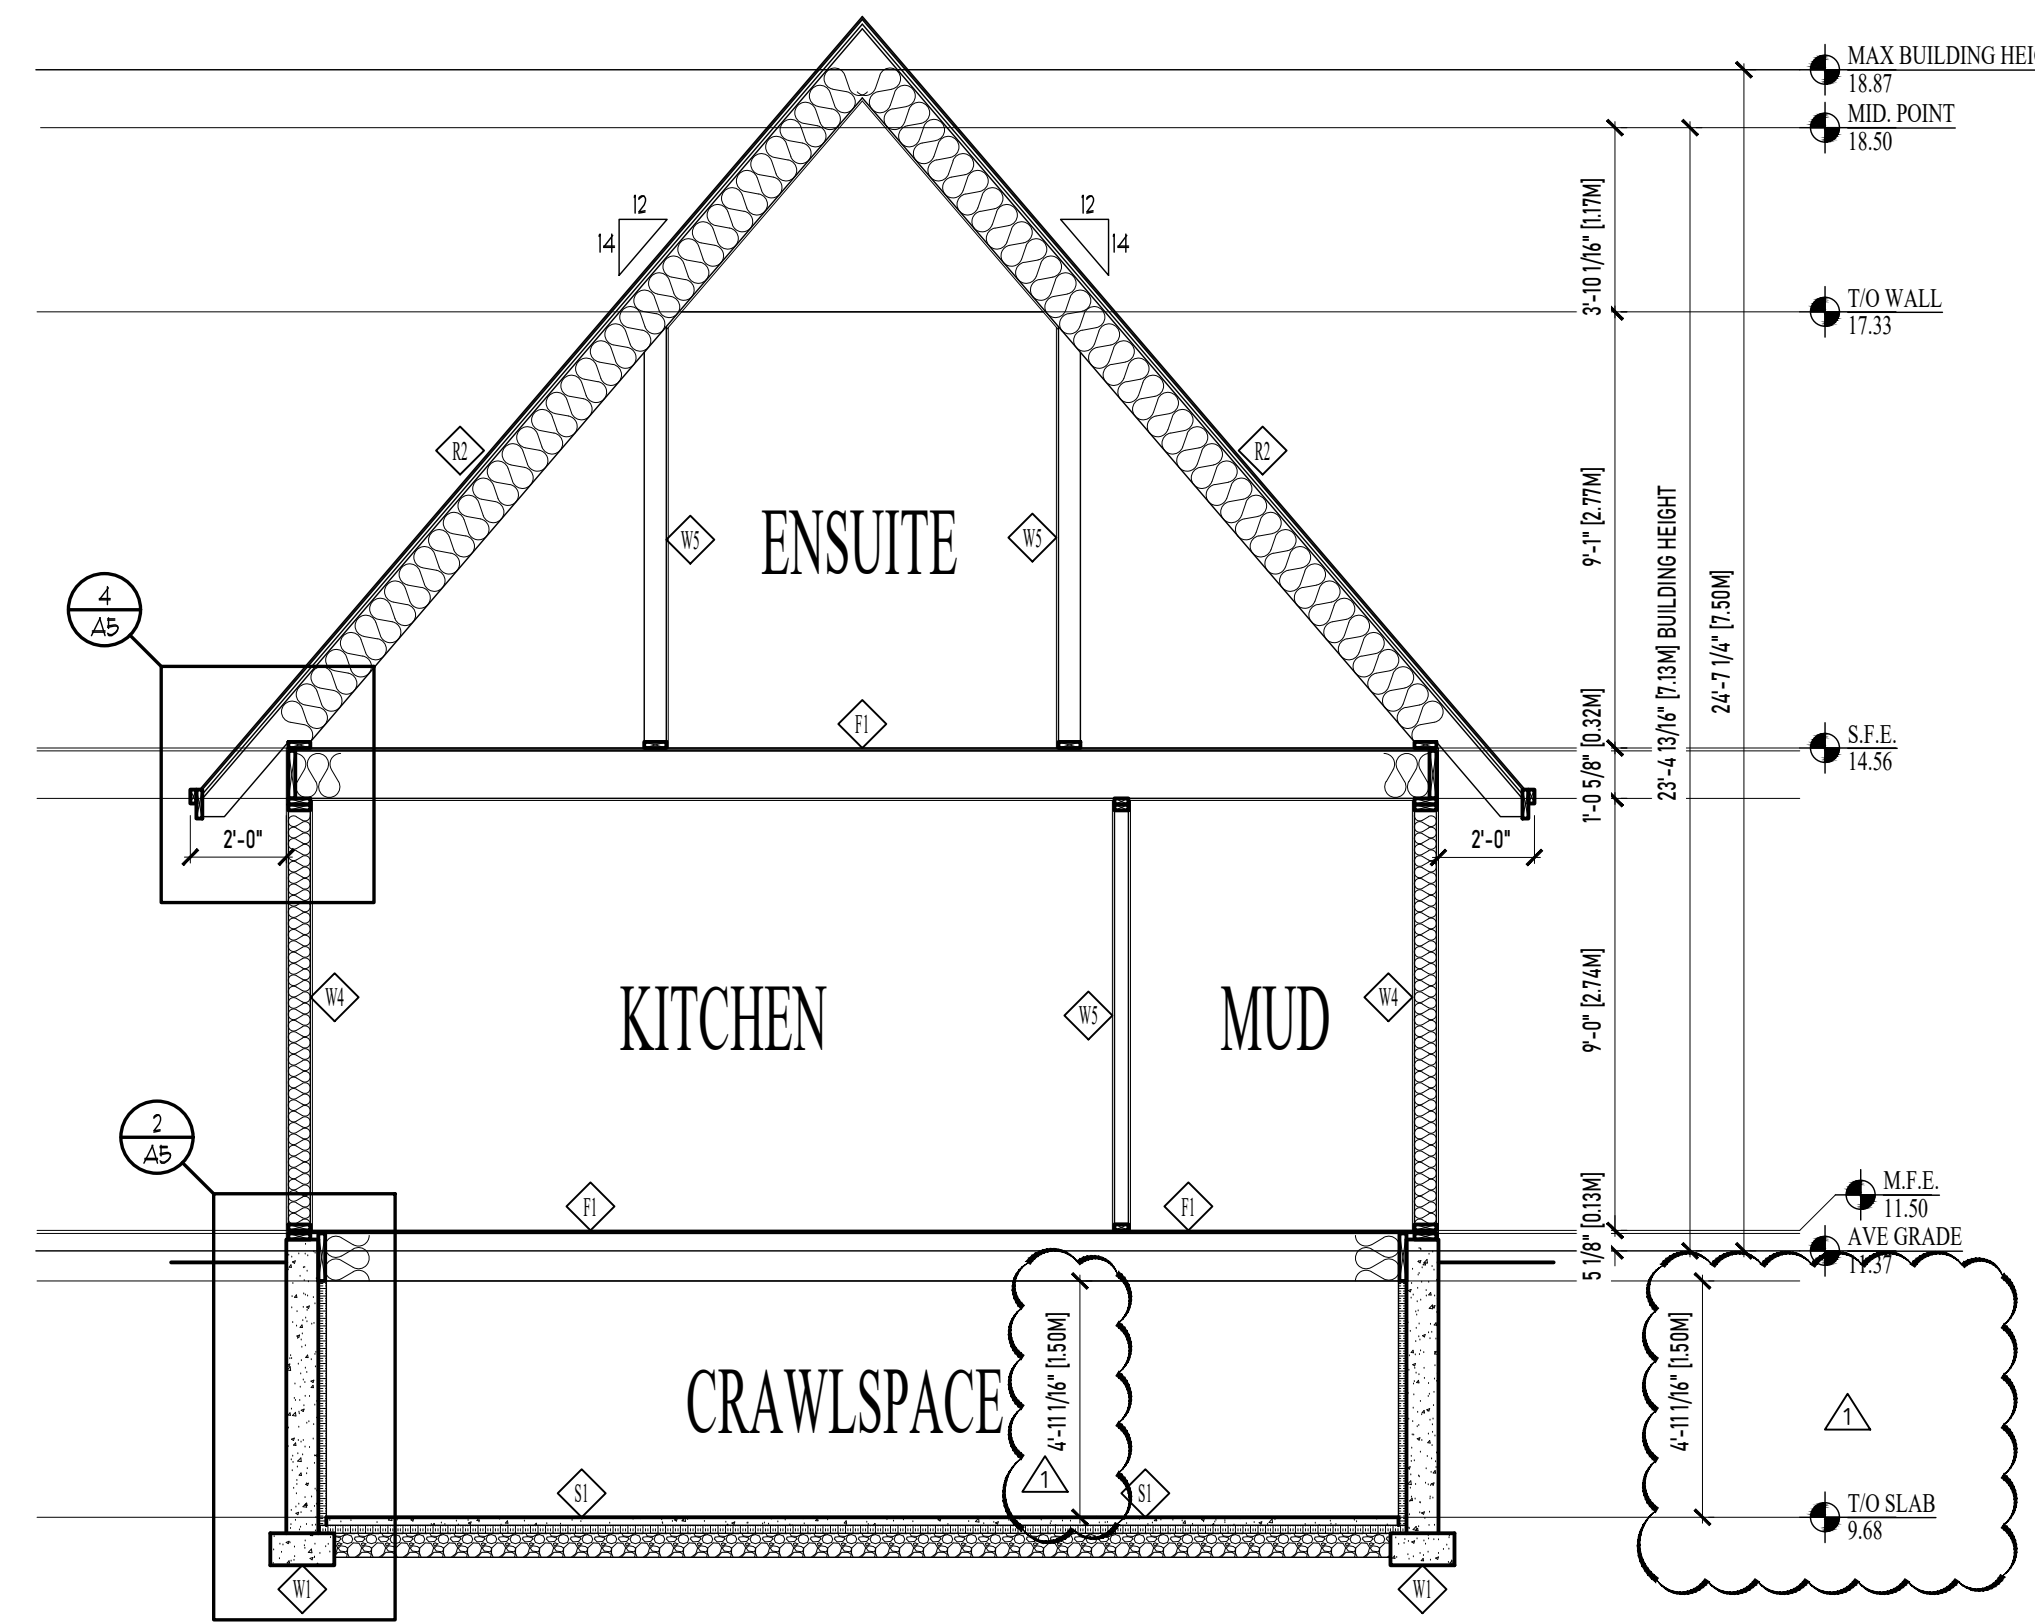 MAX BUILDING HEI
18.87
MID. POINT
18.50
12
14
12
14
3'-10 1/16" [1.17M]
T/O WALL
17.33
R2
R2
W5
ENSUITE
W5
9'-1" [2.77M]
23'-4 13/16" [7.13M] BUILDING HEIGHT
24'-7 1/4" [7.50M]
4
A5
F1
1'-0 5/8" [0.32M]
S.F.E.
14.56
2'-0"
2'-0"
W4
KITCHEN
W5
MUD
W4
9'-0" [2.74M]
2
A5
F1
F1
5 1/8" [0.13M]
M.F.E.
11.50
AVE GRADE
11.37
CRAWLSPACE
4'-11 1/16" [1.50M]
4'-11 1/16" [1.50M]
1
1
S1
S1
T/O SLAB
9.68
W1
W1